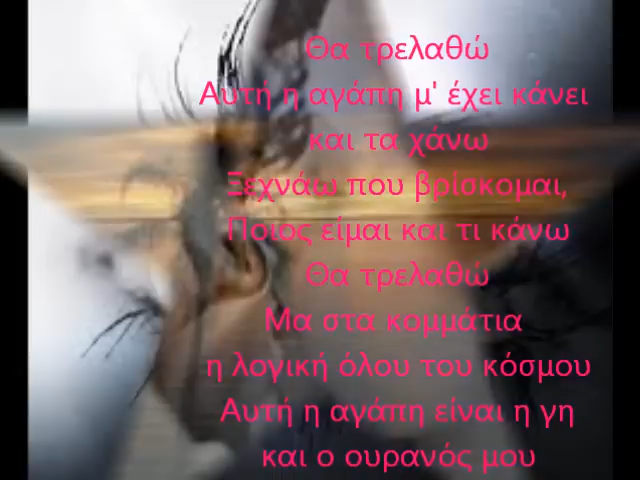 Θα τρελαθώ
Αυτή η αγάπη μ' έχει κάνει
και τα χάνω
Ξεχνάω που βρίσκομαι,
Ποιος είμαι και τι κάνω
Θα τρελαθώ
Μα στα κομμάτια
η λογική όλου του κόσμου
Αυτή η αγάπη είναι η γη
και ο ουρανός μου